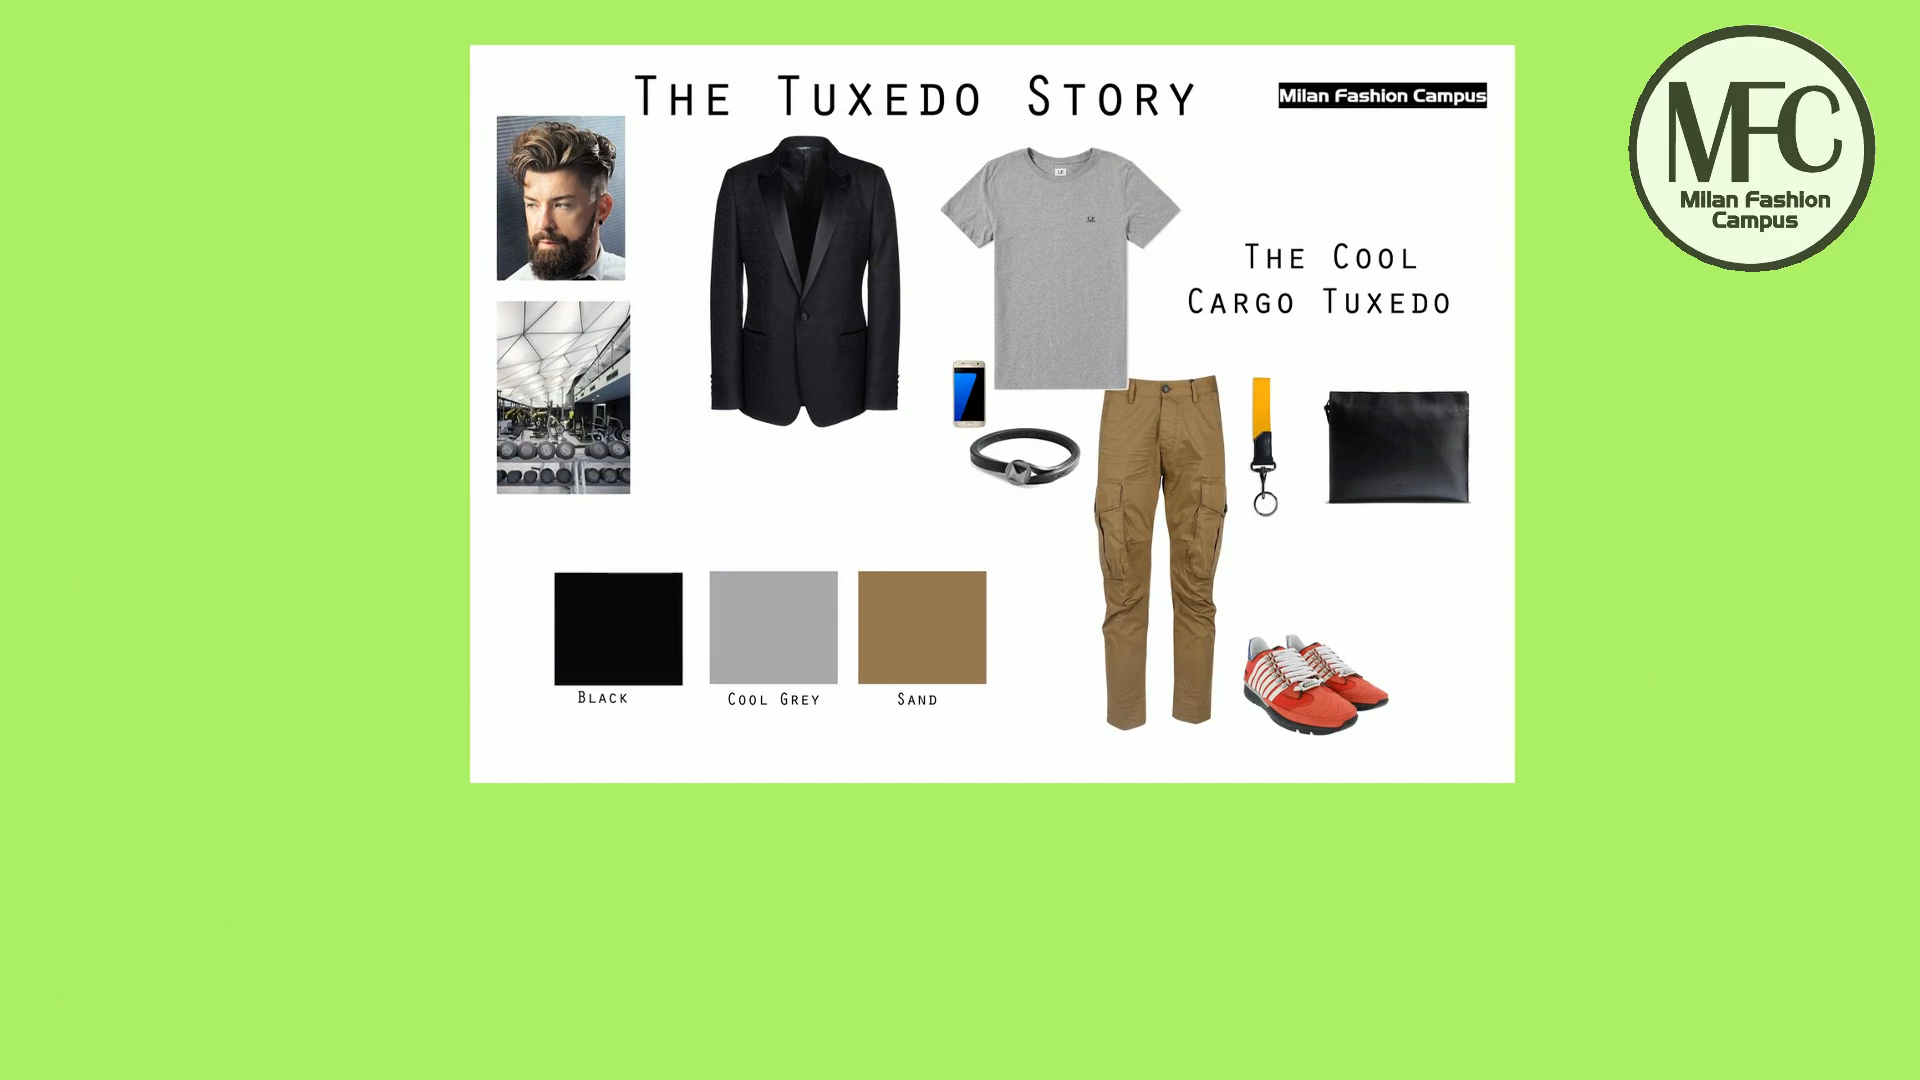 The Tuxedo Story
Milan Fashion Campus
MFC
Milan Fashion
Campus
The Cool
Cargo Tuxedo
Black
Cool Grey
Sand